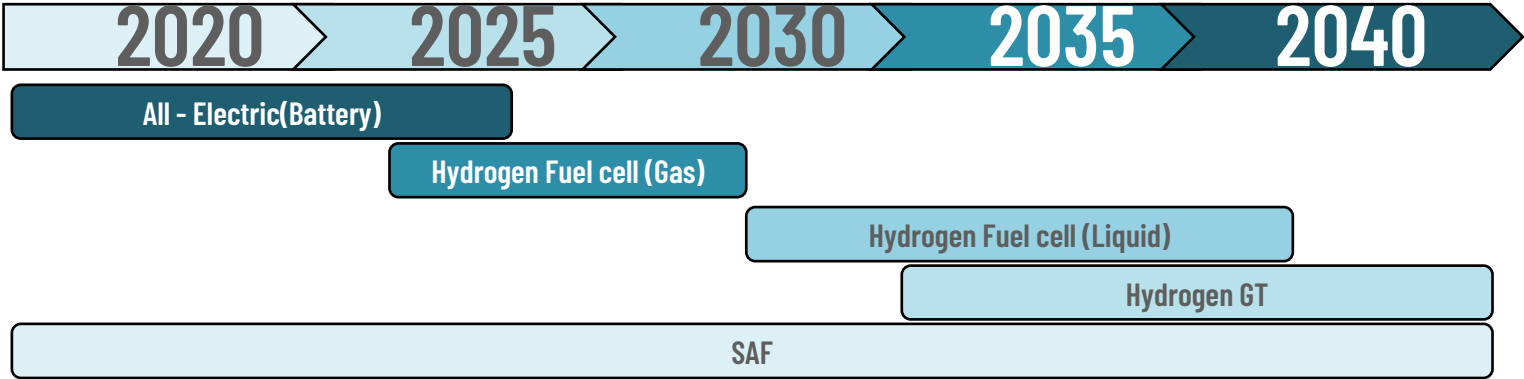 2020 2025 2030 2035 2040
All - Electric(Battery)
Hydrogen Fuel cell (Gas)
Hydrogen Fuel cell (Liquid)
Hydrogen GT
SAF